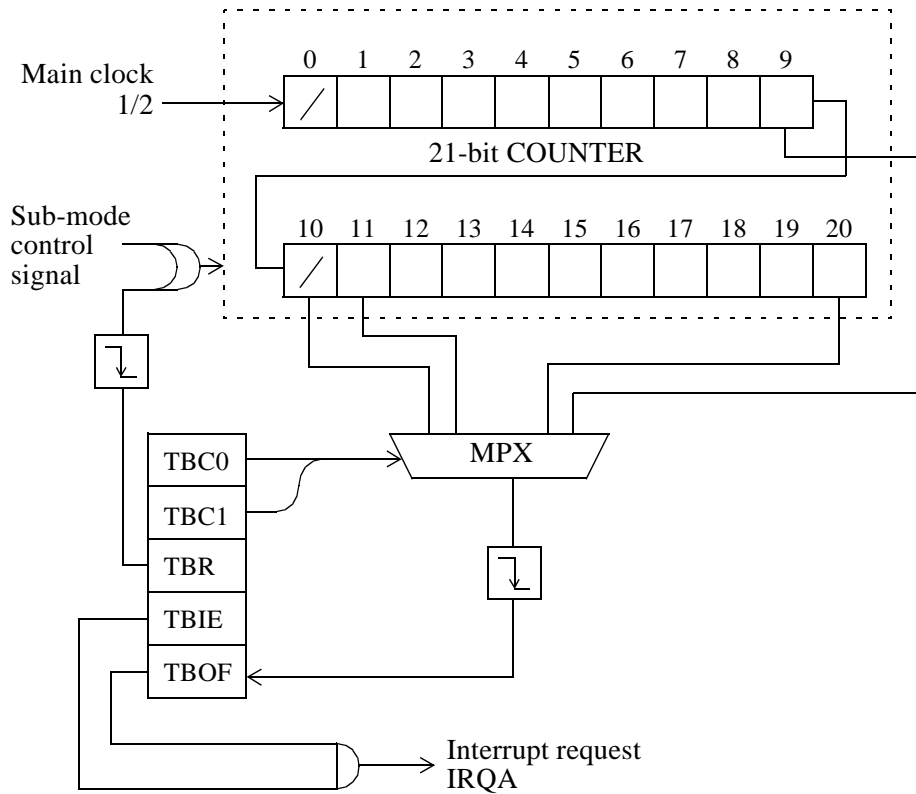 0 1 2 3 4 5 6 7 8 9
Main clock
1/2
21-bit COUNTER
Sub-mode
control
signal
10 11 12 13 14 15 16 17 18 19 20
MPX
TBC0
TBC1
TBR
TBIE
TBOF
Interrupt request
IRQA